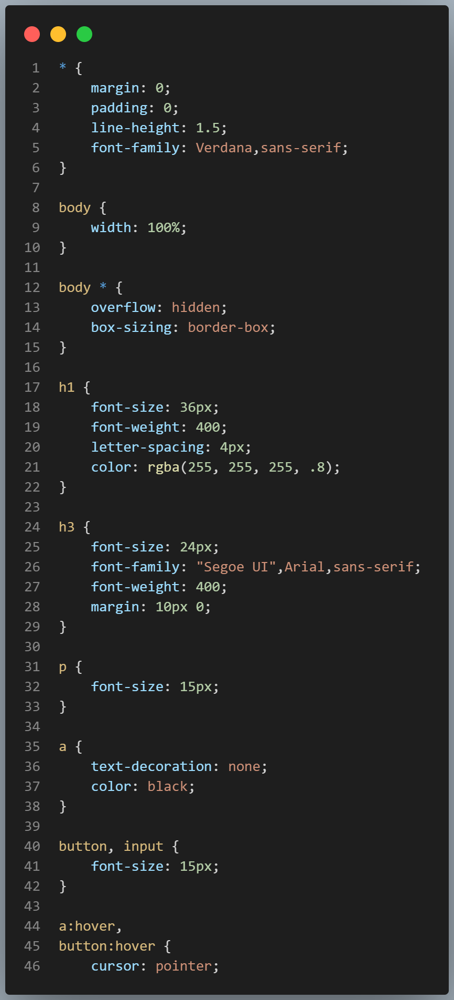 1 * {
2     margin: 0;
3     padding: 0;
4     line-height: 1.5;
5     font-family: Verdana,sans-serif;
6 }
7
8 body {
9     width: 100%;
10 }
11
12 body * {
13     overflow: hidden;
14     box-sizing: border-box;
15 }
16
17 h1 {
18     font-size: 36px;
19     font-weight: 400;
20     letter-spacing: 4px;
21     color: rgba(255, 255, 255, .8);
22 }
23
24 h3 {
25     font-size: 24px;
26     font-family: "Segoe UI",Arial,sans-serif;
27     font-weight: 400;
28     margin: 10px 0;
29 }
30
31 p {
32     font-size: 15px;
33 }
34
35 a {
36     text-decoration: none;
37     color: black;
38 }
39
40 button, input {
41     font-size: 15px;
42 }
43
44 a:hover,
45 button:hover {
46     cursor: pointer;